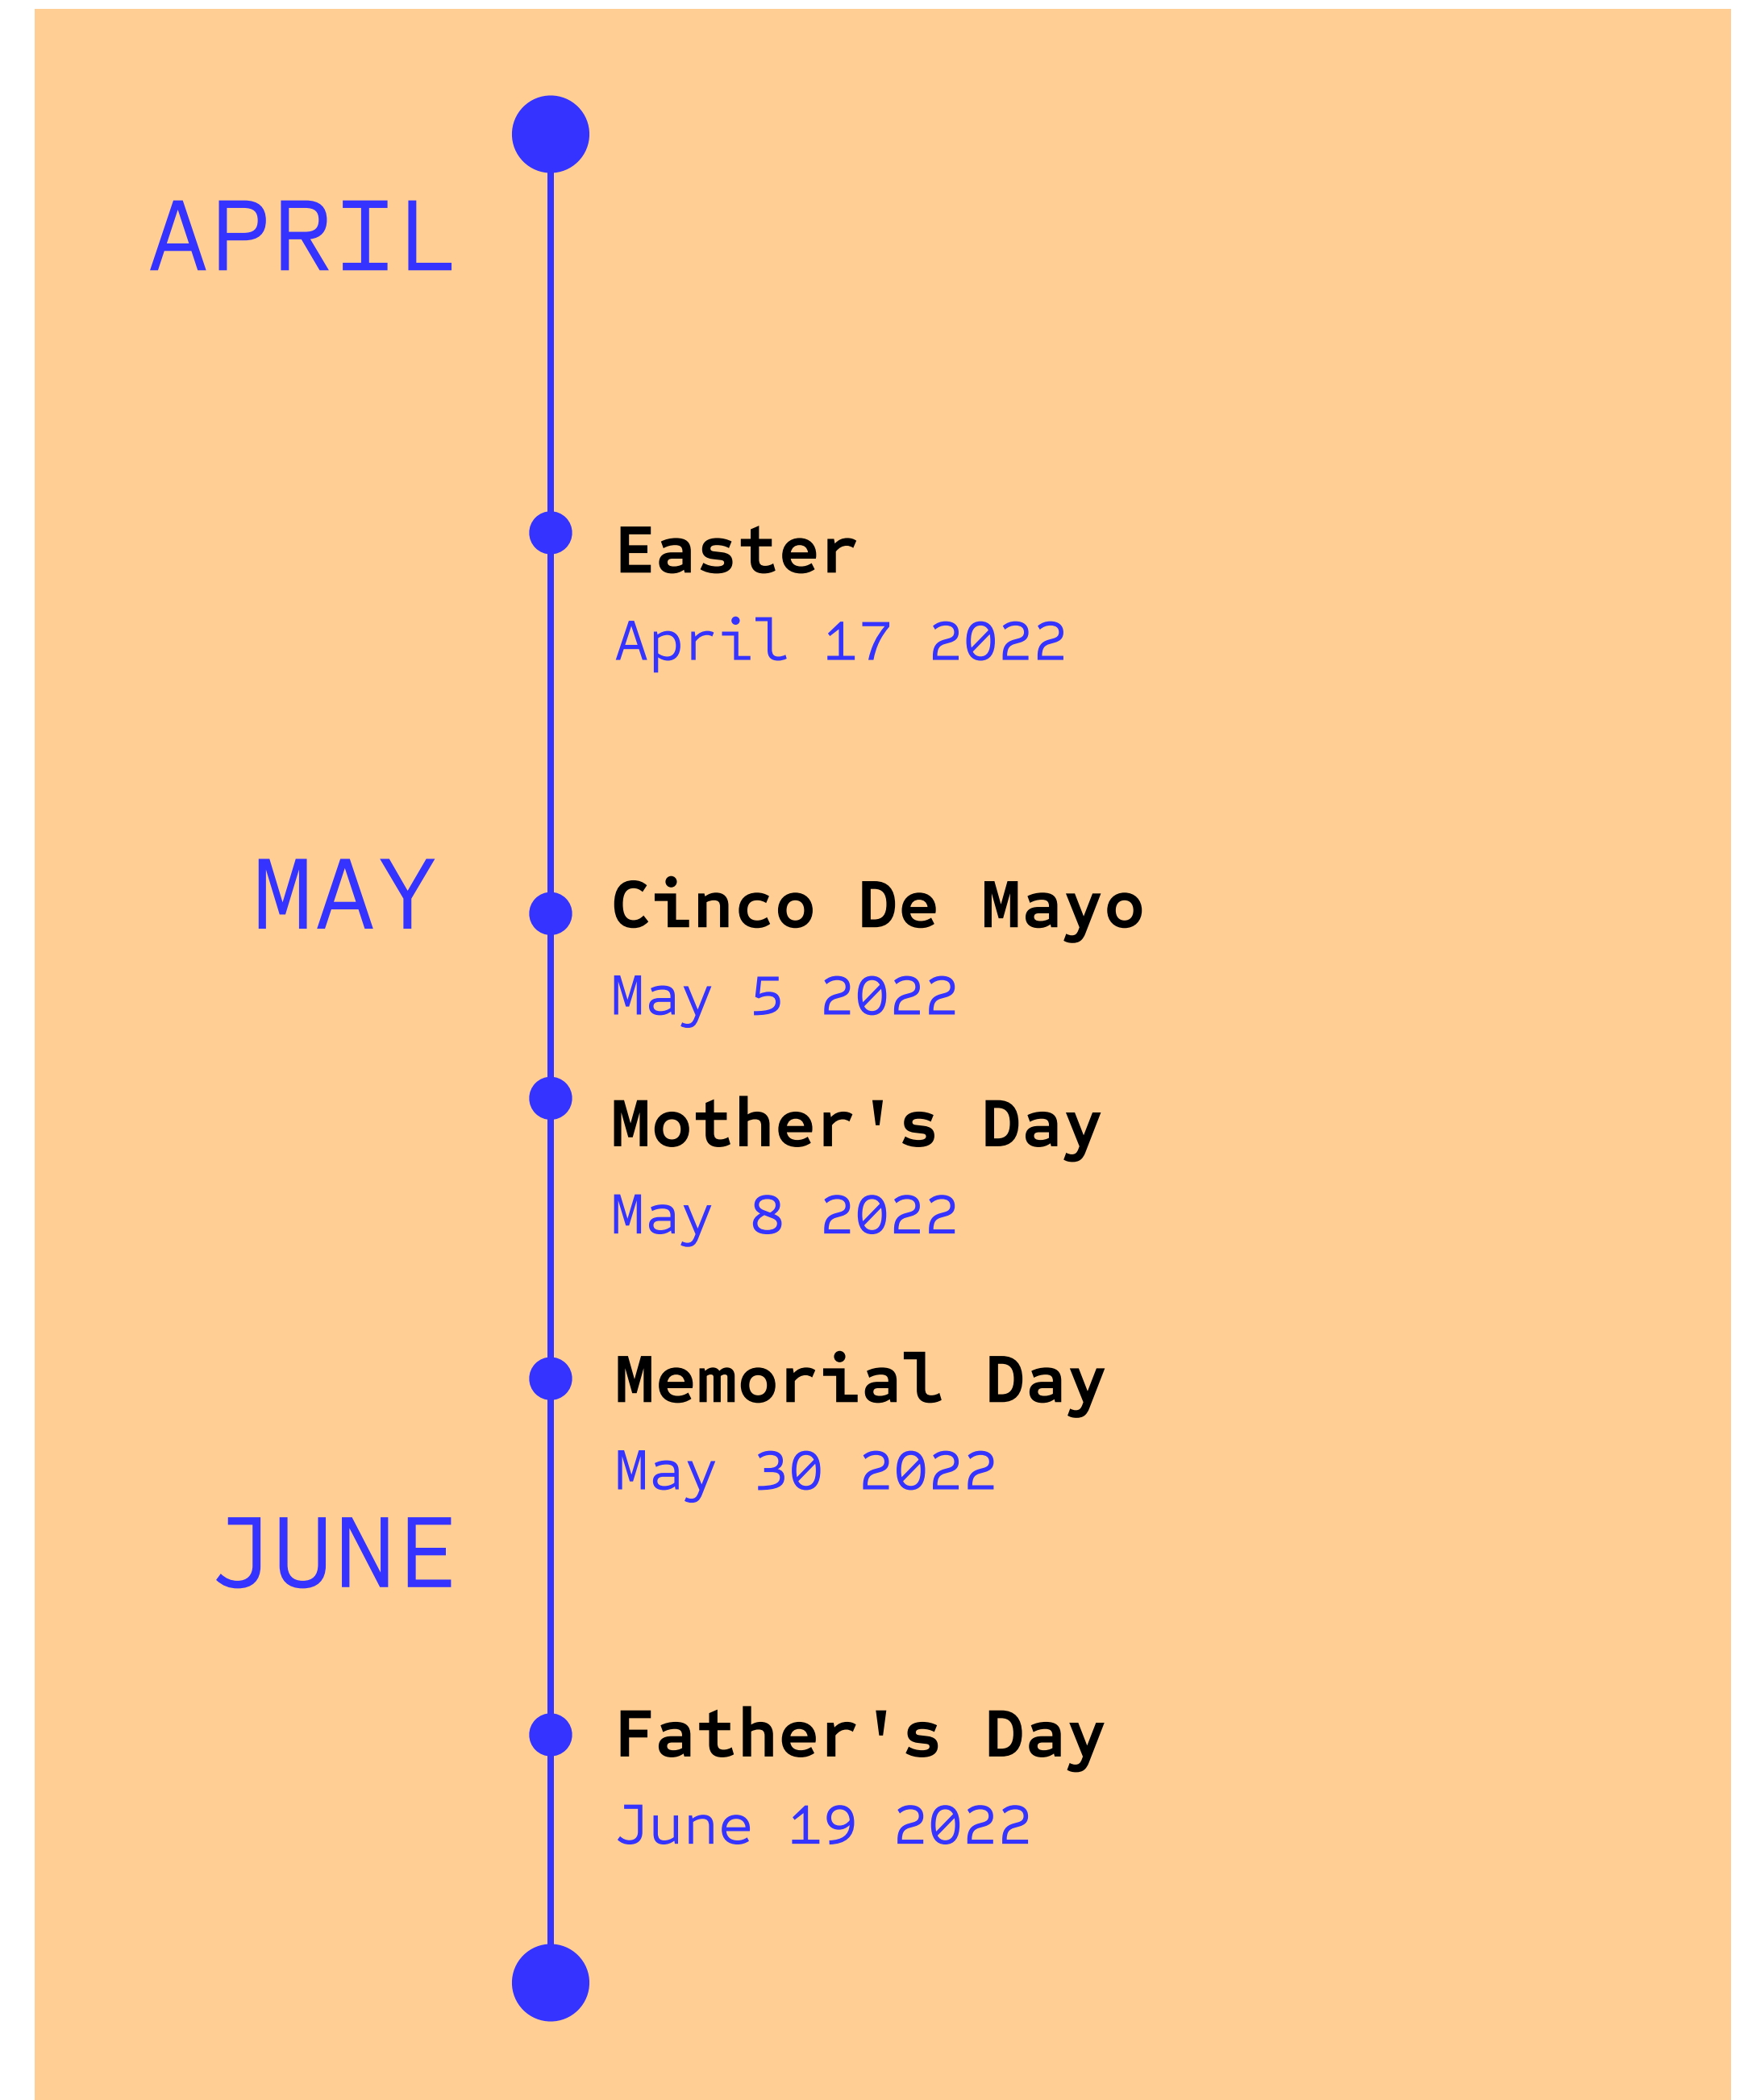 APRIL
Easter
April 17 2022
MAY
Cinco De Mayo
May 5 2022
Mother's Day
May 8 2022
Memorial Day
May 30 2022
JUNE
Father's Day
June 19 2022